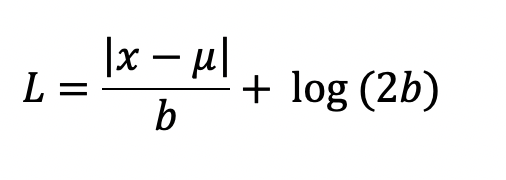 L = |x − μ| / b + log (2b)